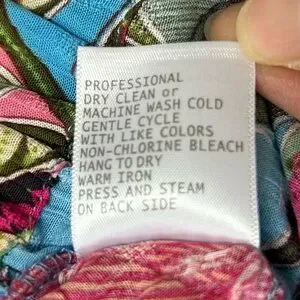 PROFESSIONAL
DRY CLEAN or
MACHINE WASH COLD
GENTLE CYCLE
WITH LIKE COLORS
NON-CHLORINE BLEACH
HANG TO DRY
WARM IRON
PRESS AND STEAM
ON BACK SIDE